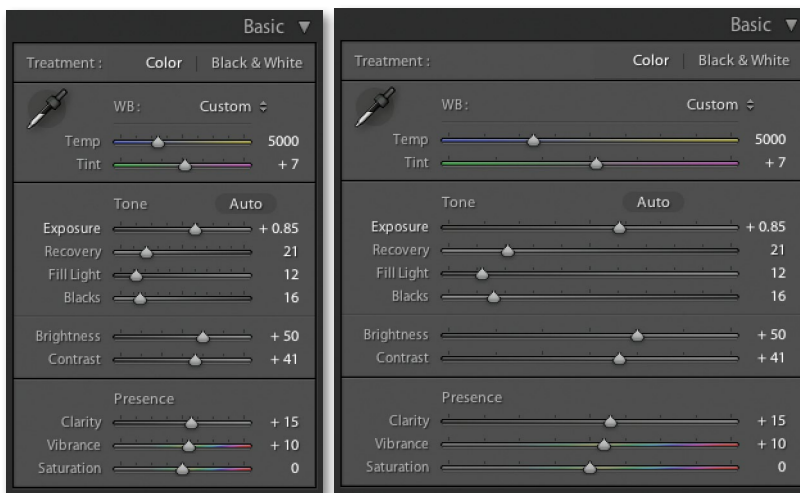 Basic ▼
Treatment : Color | Black & White
WB: Custom
Temp 5000
Tint + 7
Tone Auto
Exposure + 0.85
Recovery 21
Fill Light 12
Blacks 16
Brightness + 50
Contrast + 41
Presence
Clarity + 15
Vibrance + 10
Saturation 0
Basic ▼
Treatment : Color | Black & White
WB: Custom
Temp 5000
Tint + 7
Tone Auto
Exposure + 0.85
Recovery 21
Fill Light 12
Blacks 16
Brightness + 50
Contrast + 41
Presence
Clarity + 15
Vibrance + 10
Saturation 0